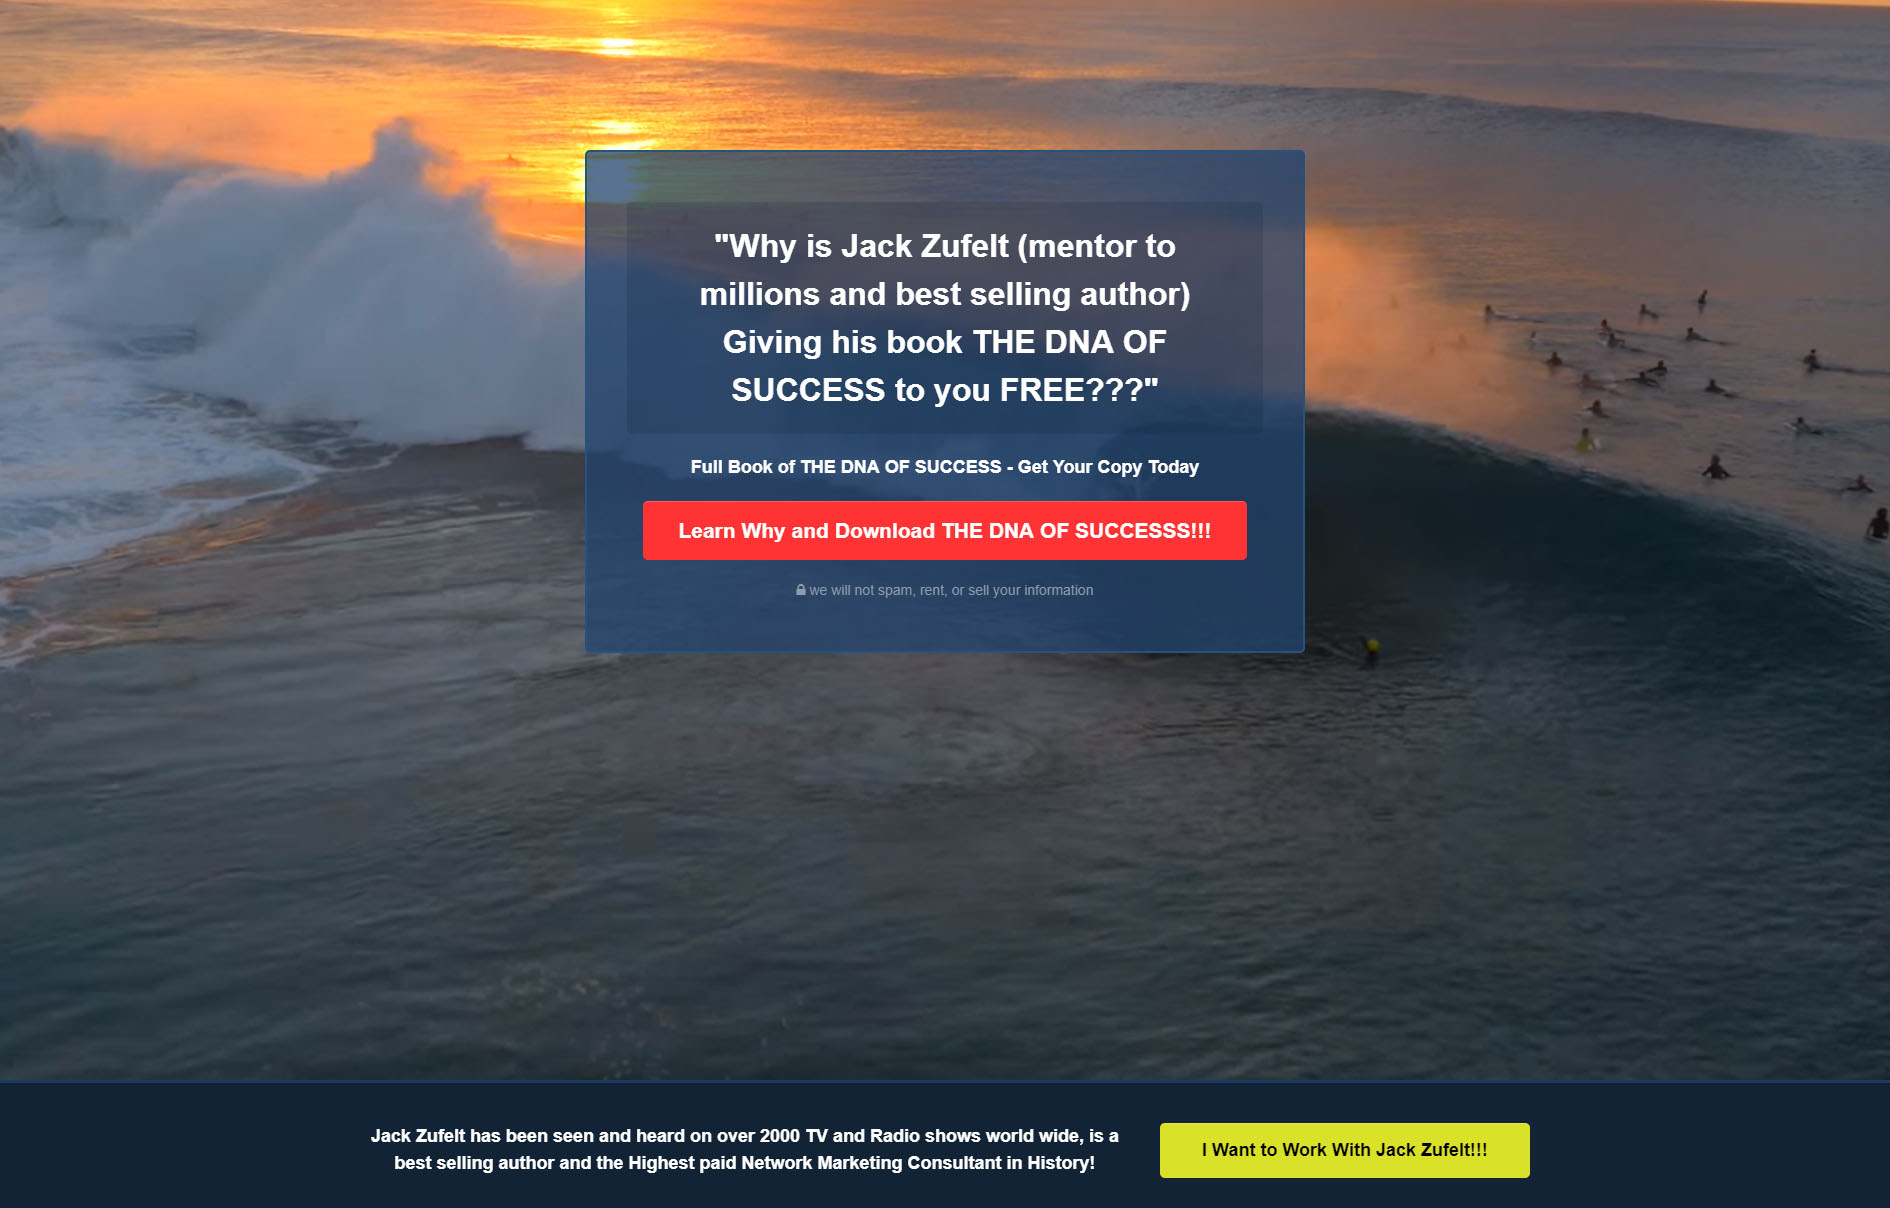 "Why is Jack Zufelt (mentor to
millions and best selling author)
Giving his book THE DNA OF
SUCCESS to you FREE???"
Full Book of THE DNA OF SUCCESS - Get Your Copy Today
Learn Why and Download THE DNA OF SUCCESSS!!!
we will not spam, rent, or sell your information
Jack Zufelt has been seen and heard on over 2000 TV and Radio shows world wide, is a
best selling author and the Highest paid Network Marketing Consultant in History!
I Want to Work With Jack Zufelt!!!